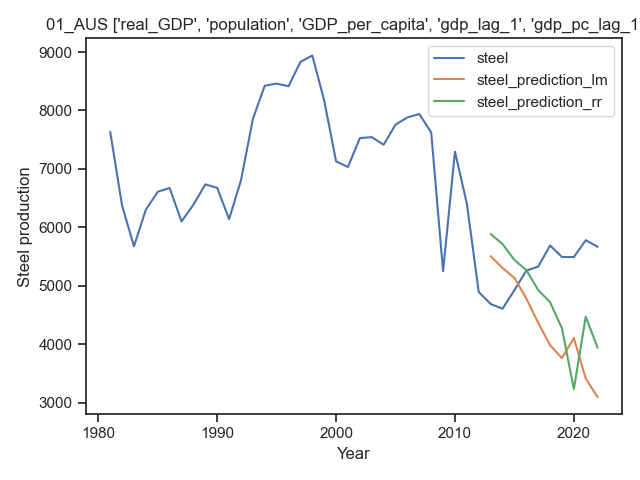 01_AUS ['real_GDP', 'population', 'GDP_per_capita', 'gdp_lag_1', 'gdp_pc_lag_1
steel
steel_prediction_lm
steel_prediction_rr
9000
8000
7000
6000
5000
4000
3000
Steel production
1980
1990
2000
2010
2020
Year